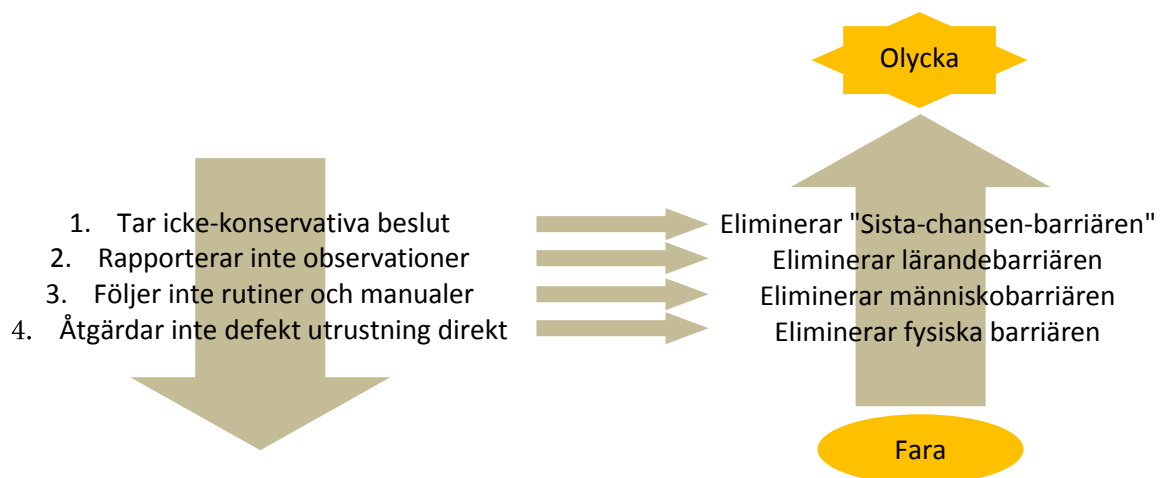 Olycka
1. Tar icke-konservativa beslut
2. Rapporterar inte observationer
3. Följer inte rutiner och manualer
4. Åtgärdar inte defekt utrustning direkt
Eliminerar "Sista-chansen-barriären"
Eliminerar lärandebarriären
Eliminerar människobarriären
Eliminerar fysiska barriären
Fara